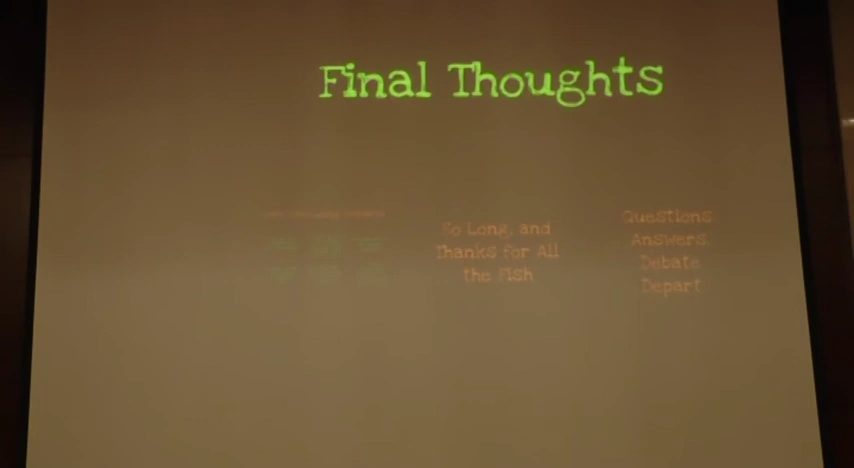 Final Thoughts
So Long, and
Thanks for All
the Fish
Questions
Answers
Debate
Depart